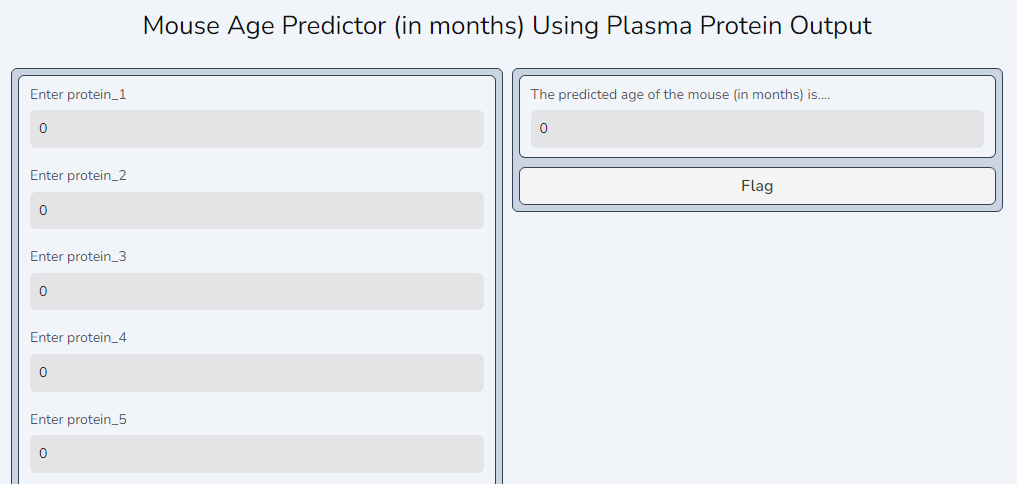 Mouse Age Predictor (in months) Using Plasma Protein Output
Enter protein_1
0
Enter protein_2
0
Enter protein_3
0
Enter protein_4
0
Enter protein_5
0
The predicted age of the mouse (in months) is....
0
Flag